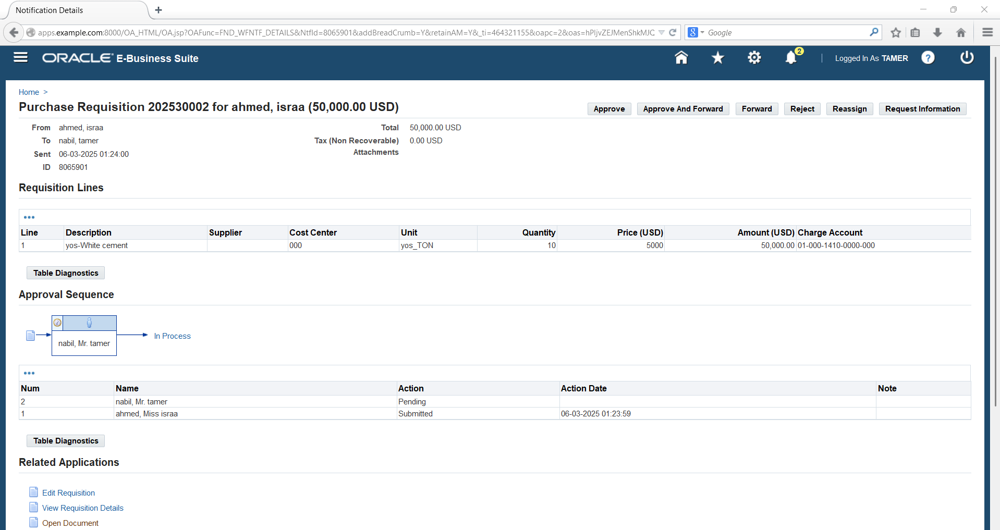 Notification Details
apps.example.com:8000/OA_HTML/OA.jsp?OAFunc=FND_WFNTF_DETAILS&NtfId=8065901&addBreadCrumb=Y&retainAM=Y&_ti=464321155&oapc=2&oas=hPljvZEJMenShkMJC
8 Google
ORACLE E-Business Suite
2
Logged In As TAMER ?
Home >
Purchase Requisition 202530002 for ahmed, israa (50,000.00 USD)
Approve Approve And Forward Forward Reject Reassign Request Information
From ahmed, israa Total 50,000.00 USD
To nabil, tamer Tax (Non Recoverable) 0.00 USD
Sent 06-03-2025 01:24:00 Attachments
ID 8065901
Requisition Lines
Line Description Supplier Cost Center Unit Quantity Price (USD) Amount (USD) Charge Account
1 yos-White cement 000 yos_TON 10 5000 50,000.00 01-000-1410-0000-000
Table Diagnostics
Approval Sequence
nabil, Mr. tamer
In Process
Num Name Action Action Date Note
2 nabil, Mr. tamer Pending
1 ahmed, Miss israa Submitted 06-03-2025 01:23:59
Table Diagnostics
Related Applications
Edit Requisition
View Requisition Details
Open Document